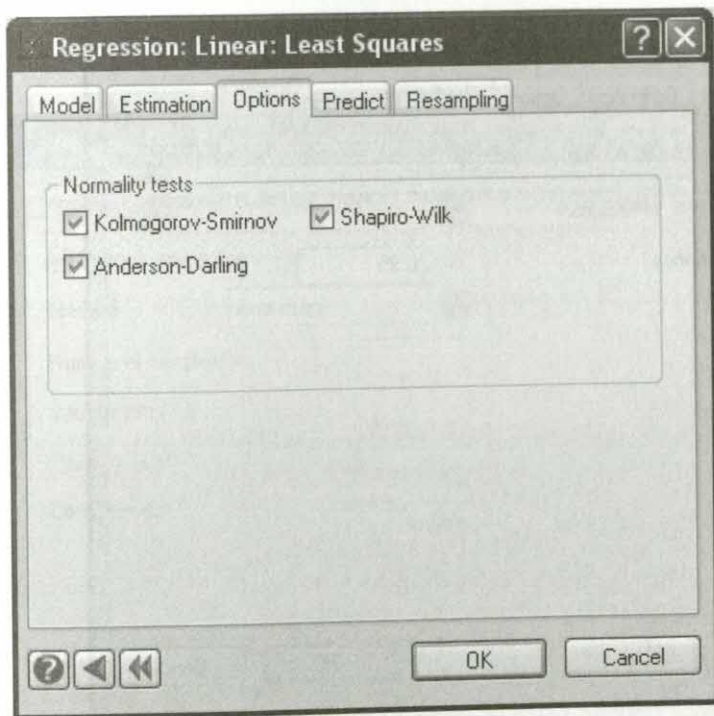 Regression: Linear: Least Squares
Model Estimation Options Predict Resampling
Normality tests
Kolmogorov-Smirnov Shapiro-Wilk
Anderson-Darling
OK Cancel